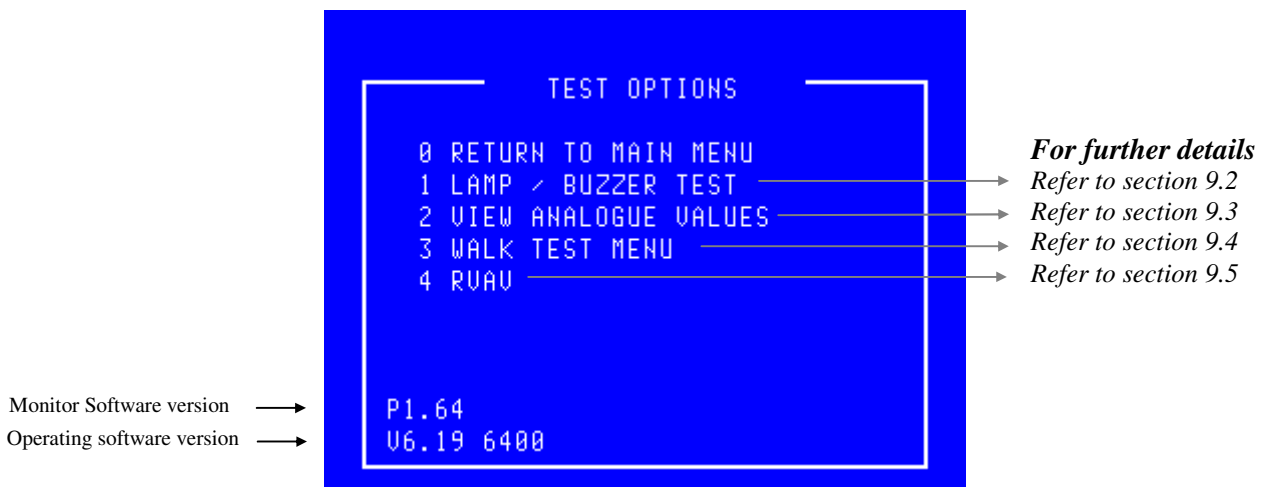 TEST OPTIONS
0 RETURN TO MAIN MENU
1 LAMP / BUZZER TEST
2 VIEW ANALOGUE VALUES
3 WALK TEST MENU
4 RVAV
For further details
Refer to section 9.2
Refer to section 9.3
Refer to section 9.4
Refer to section 9.5
Monitor Software version
P1.64
Operating software version
V6.19 6400